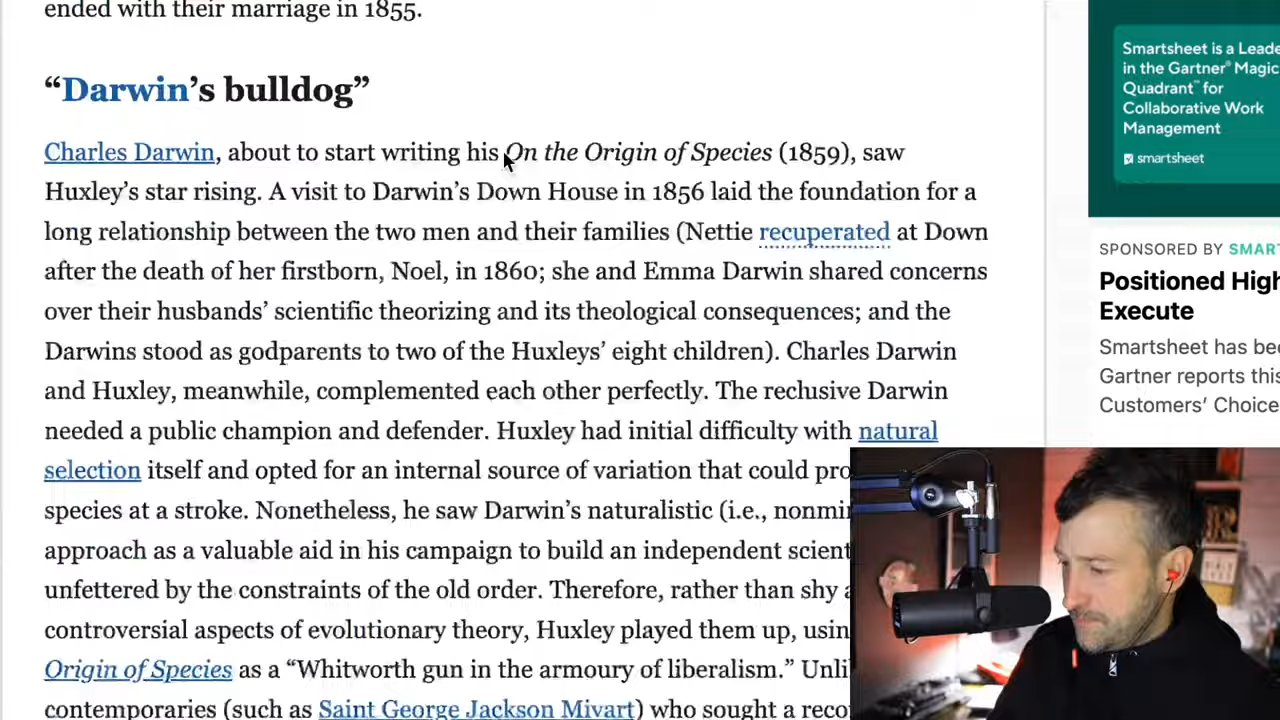 ended with their marriage in 1855.
“Darwin’s bulldog”
Charles Darwin, about to start writing his On the Origin of Species (1859), saw
Huxley’s star rising. A visit to Darwin’s Down House in 1856 laid the foundation for a
long relationship between the two men and their families (Nettie recuperated at Down
after the death of her firstborn, Noel, in 1860; she and Emma Darwin shared concerns
over their husbands’ scientific theorizing and its theological consequences; and the
Darwins stood as godparents to two of the Huxleys’ eight children). Charles Darwin
and Huxley, meanwhile, complemented each other perfectly. The reclusive Darwin
needed a public champion and defender. Huxley had initial difficulty with natural
selection itself and opted for an internal source of variation that could pro
species at a stroke. Nonetheless, he saw Darwin’s naturalistic (i.e., nonmir
approach as a valuable aid in his campaign to build an independent scient
unfettered by the constraints of the old order. Therefore, rather than shy a
controversial aspects of evolutionary theory, Huxley played them up, usin
Origin of Species as a “Whitworth gun in the armoury of liberalism.” Unli
contemporaries (such as Saint George Jackson Mivart) who sought a reco
Smartsheet is a Leade
in the Gartner® Magic
Quadrant™ for
Collaborative Work
Management
smartsheet
SPONSORED BY SMART
Positioned High
Execute
Smartsheet has bee
Gartner reports this
Customers’ Choice